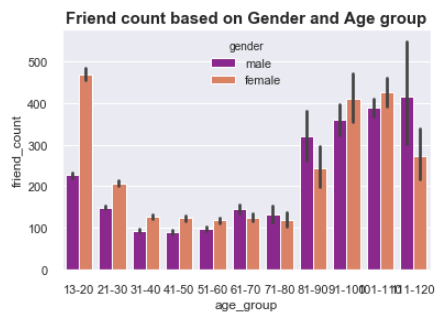 Friend count based on Gender and Age group
gender
male
female
friend_count
500
400
300
200
100
0
13-20 21-30 31-40 41-50 51-60 61-70 71-80 81-90 91-100 101-110 111-120
age_group